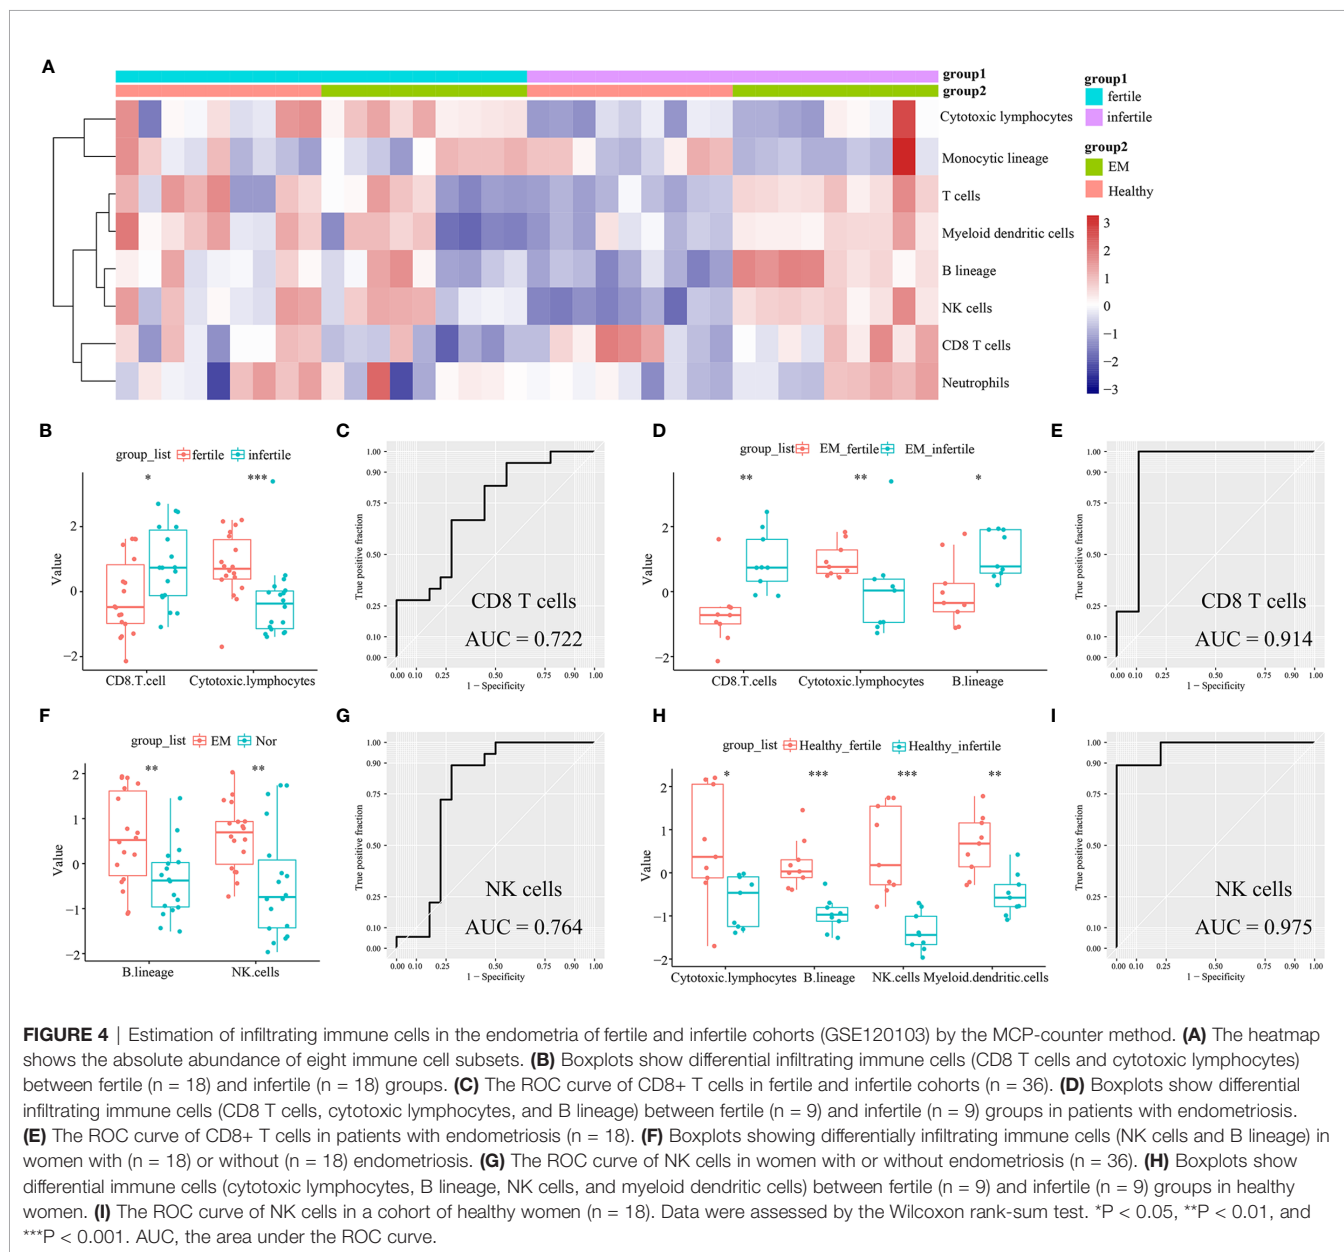 A
group1
group2
Cytotoxic lymphocytes
Monocytic lineage
T cells
Myeloid dendritic cells
B lineage
NK cells
CD8 T cells
Neutrophils
group1
fertile
infertile
group2
EM
Healthy
3
2
1
0
−1
−2
−3
B
group_list fertile infertile
* ***
Value
2
0
−2
CD8.T.cell Cytotoxic.lymphocytes
C
True positive fraction
1.00
0.90
0.75
0.50
0.25
0.10
0.00
CD8 T cells
AUC = 0.722
0.00 0.10 0.25 0.50 0.75 0.90 1.00
1 − Specificity
D
group_list EM_fertile EM_infertile
** ** *
Value
2
0
−2
CD8.T.cells Cytotoxic.lymphocytes B.lineage
E
True positive fraction
1.00
0.90
0.75
0.50
0.25
0.10
0.00
CD8 T cells
AUC = 0.914
0.00 0.10 0.25 0.50 0.75 0.90 1.00
1 − Specificity
F
group_list EM Nor
** **
Value
2
1
0
−1
−2
B.lineage NK.cells
G
True positive fraction
1.00
0.90
0.75
0.50
0.25
0.10
0.00
NK cells
AUC = 0.764
0.00 0.10 0.25 0.50 0.75 0.90 1.00
1 − Specificity
H
group_list Healthy_fertile Healthy_infertile
* *** *** **
Value
2
1
0
−1
−2
Cytotoxic.lymphocytes B.lineage NK.cells Myeloid.dendritic.cells
I
True positive fraction
1.00
0.90
0.75
0.50
0.25
0.10
0.00
NK cells
AUC = 0.975
0.00 0.10 0.25 0.50 0.75 0.90 1.00
1 − Specificity
FIGURE 4 | Estimation of infiltrating immune cells in the endometria of fertile and infertile cohorts (GSE120103) by the MCP-counter method. (A) The heatmap
shows the absolute abundance of eight immune cell subsets. (B) Boxplots show differential infiltrating immune cells (CD8 T cells and cytotoxic lymphocytes)
between fertile (n = 18) and infertile (n = 18) groups. (C) The ROC curve of CD8+ T cells in fertile and infertile cohorts (n = 36). (D) Boxplots show differential
infiltrating immune cells (CD8 T cells, cytotoxic lymphocytes, and B lineage) between fertile (n = 9) and infertile (n = 9) groups in patients with endometriosis.
(E) The ROC curve of CD8+ T cells in patients with endometriosis (n = 18). (F) Boxplots showing differentially infiltrating immune cells (NK cells and B lineage) in
women with (n = 18) or without (n = 18) endometriosis. (G) The ROC curve of NK cells in women with or without endometriosis (n = 36). (H) Boxplots show
differential immune cells (cytotoxic lymphocytes, B lineage, NK cells, and myeloid dendritic cells) between fertile (n = 9) and infertile (n = 9) groups in healthy
women. (I) The ROC curve of NK cells in a cohort of healthy women (n = 18). Data were assessed by the Wilcoxon rank-sum test. *P < 0.05, **P < 0.01, and
***P < 0.001. AUC, the area under the ROC curve.